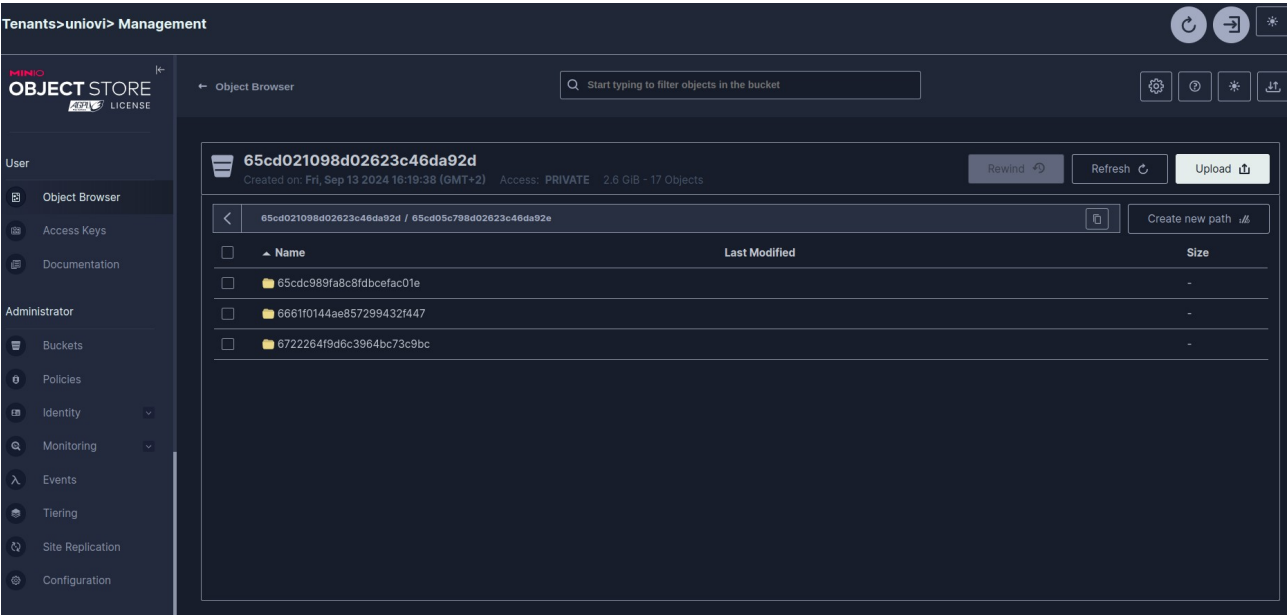 Tenants>uniovi> Management
MINIO
OBJECT STORE
AGPLv3 LICENSE
← Object Browser
Start typing to filter objects in the bucket
User
Object Browser
Access Keys
Documentation
Administrator
Buckets
Policies
Identity
Monitoring
Events
Tiering
Site Replication
Configuration
65cd021098d02623c46da92d
Created on: Fri, Sep 13 2024 16:19:38 (GMT+2) Access: PRIVATE 2.6 GiB - 17 Objects
Rewind
Refresh
Upload
65cd021098d02623c46da92d / 65cd05c798d02623c46da92e
Create new path
Name Last Modified Size
65cdc989fa8c8fdbcefac01e -
6661f0144ae857299432f447 -
6722264f9d6c3964bc73c9bc -